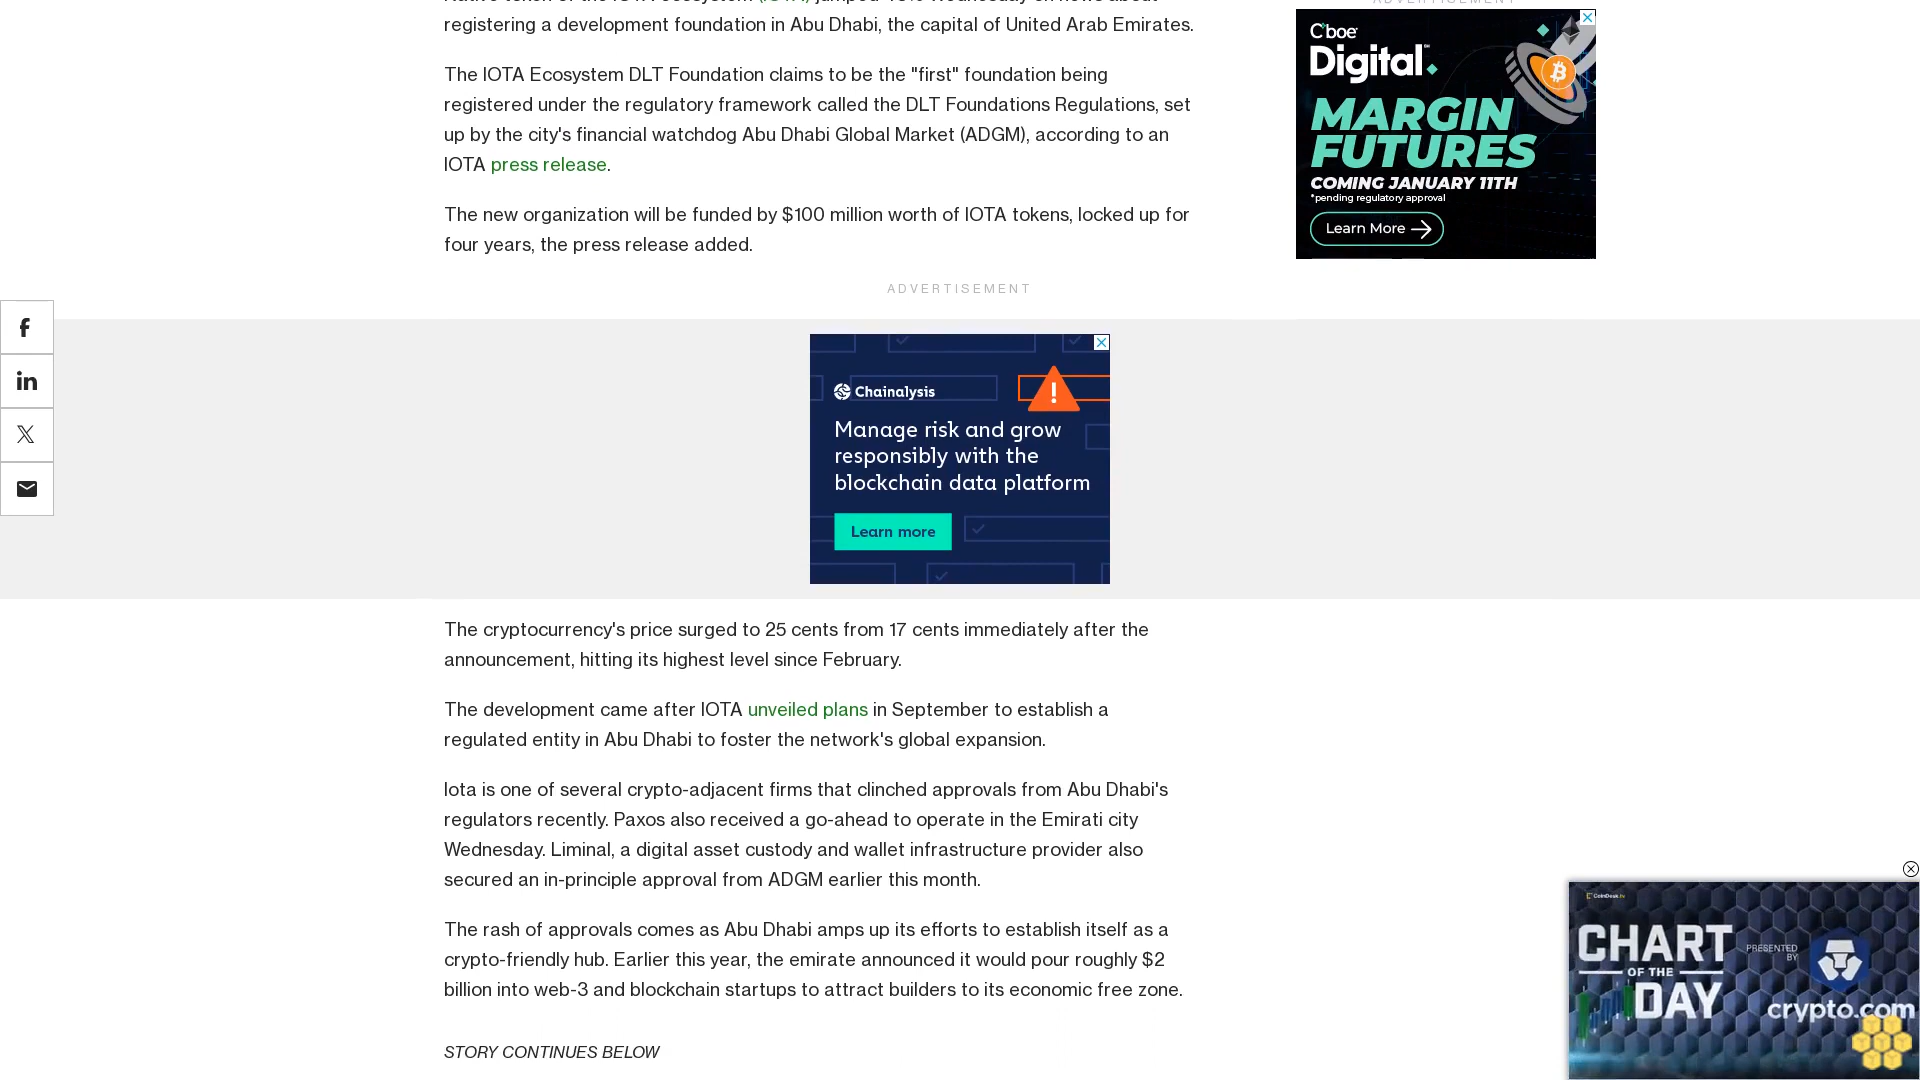 registering a development foundation in Abu Dhabi, the capital of United Arab Emirates.
The IOTA Ecosystem DLT Foundation claims to be the "first" foundation being
registered under the regulatory framework called the DLT Foundations Regulations, set
up by the city's financial watchdog Abu Dhabi Global Market (ADGM), according to an
IOTA press release.
The new organization will be funded by $100 million worth of IOTA tokens, locked up for
four years, the press release added.
ADVERTISEMENT
C'boe
Digital
MARGIN
FUTURES
COMING JANUARY 11TH
*pending regulatory approval
Learn More
ADVERTISEMENT
Chainalysis
Manage risk and grow
responsibly with the
blockchain data platform
Learn more
The cryptocurrency's price surged to 25 cents from 17 cents immediately after the
announcement, hitting its highest level since February.
The development came after IOTA unveiled plans in September to establish a
regulated entity in Abu Dhabi to foster the network's global expansion.
Iota is one of several crypto-adjacent firms that clinched approvals from Abu Dhabi's
regulators recently. Paxos also received a go-ahead to operate in the Emirati city
Wednesday. Liminal, a digital asset custody and wallet infrastructure provider also
secured an in-principle approval from ADGM earlier this month.
The rash of approvals comes as Abu Dhabi amps up its efforts to establish itself as a
crypto-friendly hub. Earlier this year, the emirate announced it would pour roughly $2
billion into web-3 and blockchain startups to attract builders to its economic free zone.
STORY CONTINUES BELOW
CoinDesk.tv
CHART
OF THE
DAY
PRESENTED
BY
crypto.com